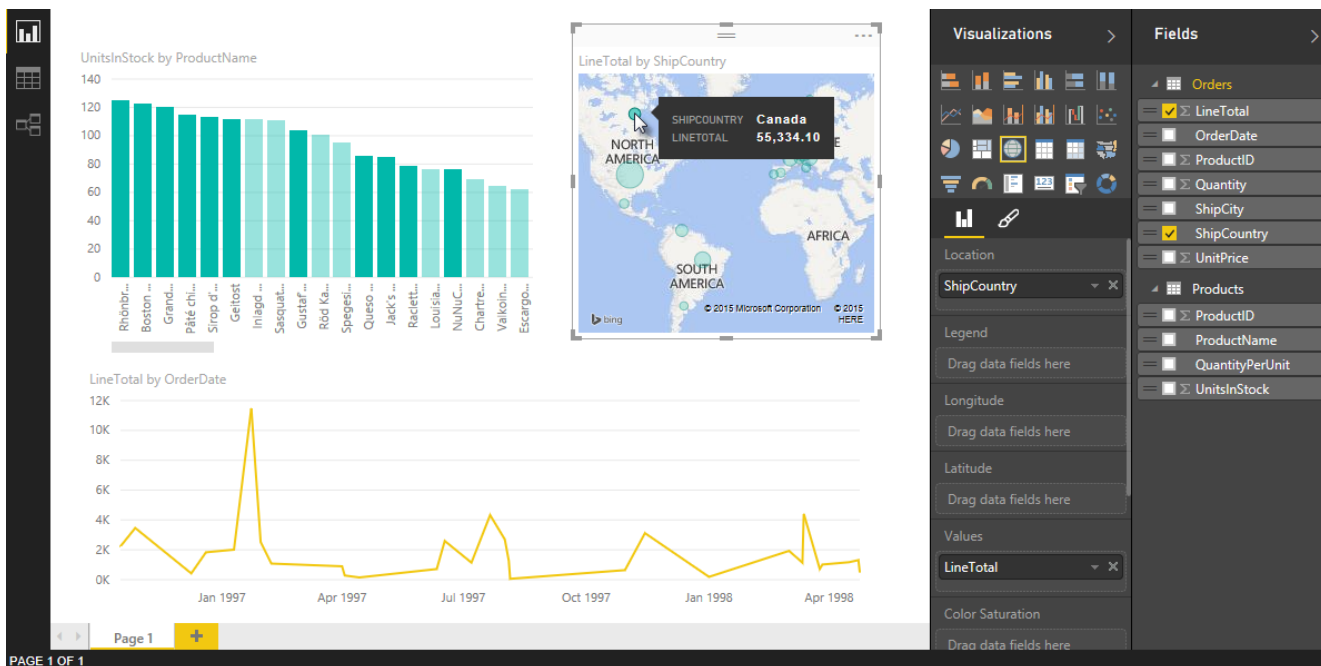 UnitsInStock by ProductName
140
120
100
80
60
40
20
0
Rhönbr...
Boston ...
Grand...
Pâté chi...
Sirop d'...
Geitost
Inlagd ...
Sasquat...
Gustaf'...
Röd Ka...
Spegesi...
Queso ...
Jack's ...
Raclett...
Louisia...
NuNuC...
Chartre...
Valkoin...
Escargo...
LineTotal by ShipCountry
SHIPCOUNTRY Canada
LINETOTAL 55,334.10
NORTH
AMERICA
E
AFRICA
SOUTH
AMERICA
bing
© 2015 Microsoft Corporation © 2015
HERE
LineTotal by OrderDate
12K
10K
8K
6K
4K
2K
0K
Jan 1997 Apr 1997 Jul 1997 Oct 1997 Jan 1998 Apr 1998
Page 1 +
PAGE 1 OF 1
Visualizations
123
Location
ShipCountry
Legend
Drag data fields here
Longitude
Drag data fields here
Latitude
Drag data fields here
Values
LineTotal
Color Saturation
Drag data fields here
Fields
Orders
Σ LineTotal
OrderDate
Σ ProductID
Σ Quantity
ShipCity
ShipCountry
Σ UnitPrice
Products
Σ ProductID
ProductName
QuantityPerUnit
Σ UnitsInStock